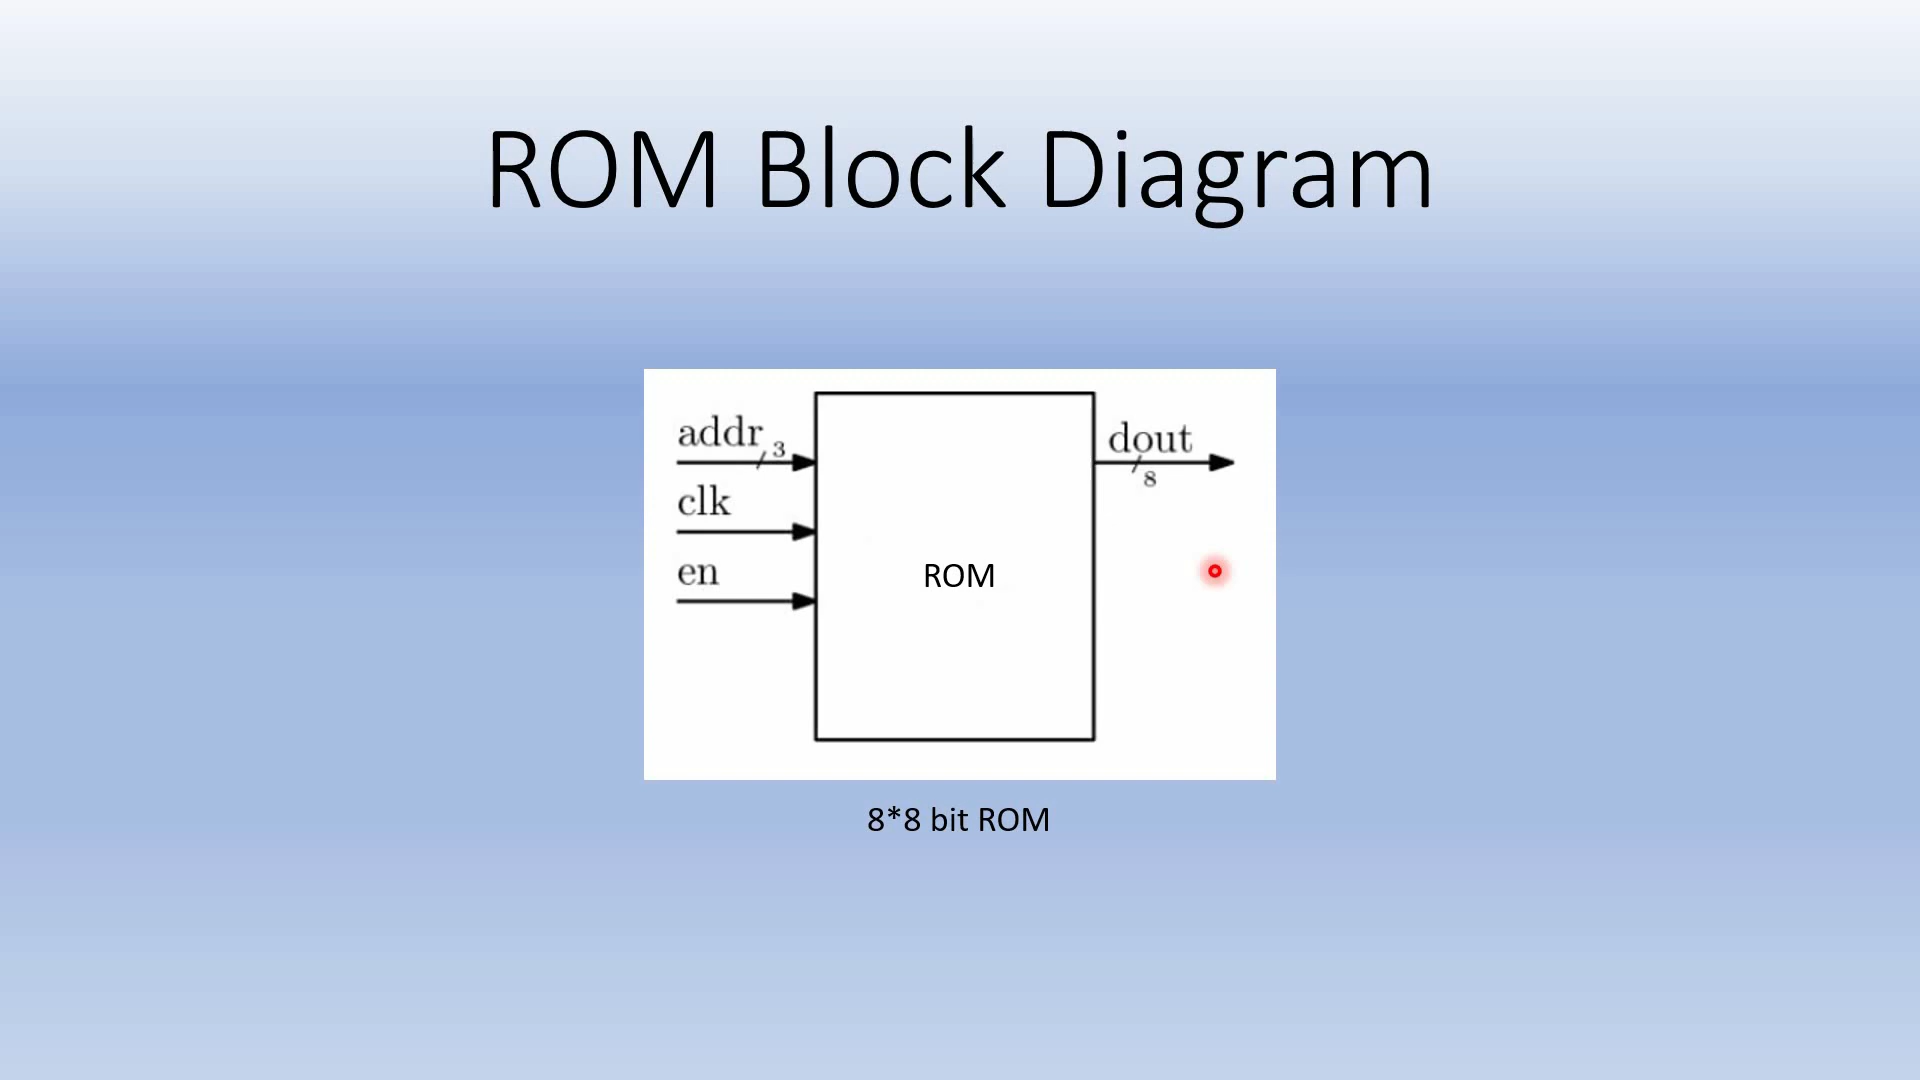 ROM Block Diagram
addr 3
clk
en
ROM
dout
8
8*8 bit ROM